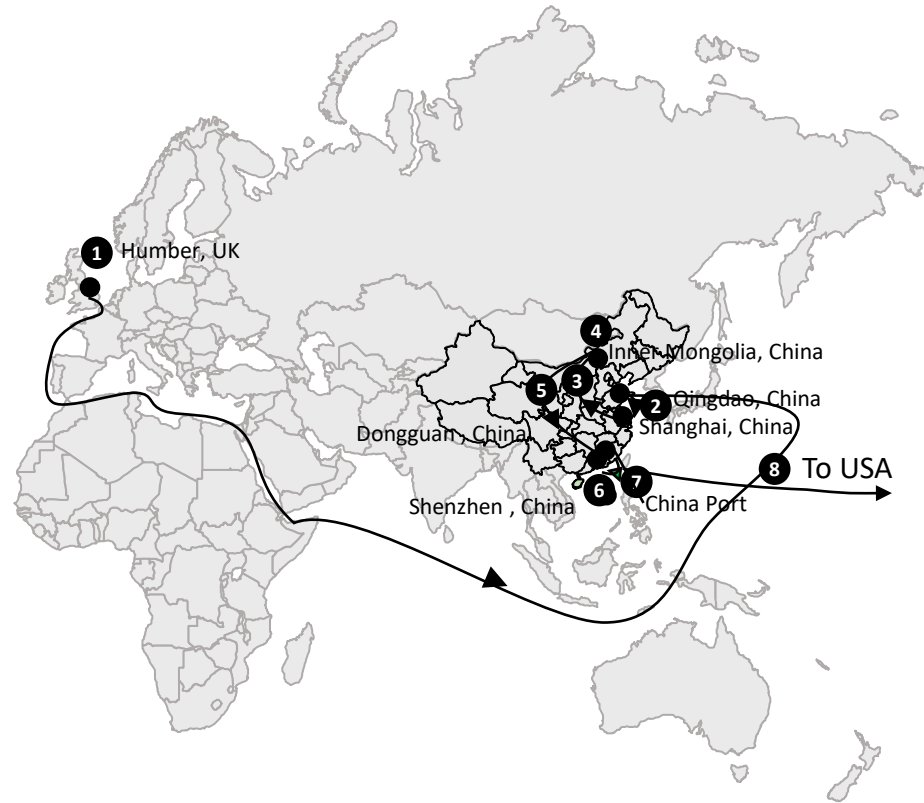 1 Humber, UK
4
Inner Mongolia, China
3
5
2 Qingdao, China
Shanghai, China
Dongguan , China
8 To USA
6
7
Shenzhen , China
China Port